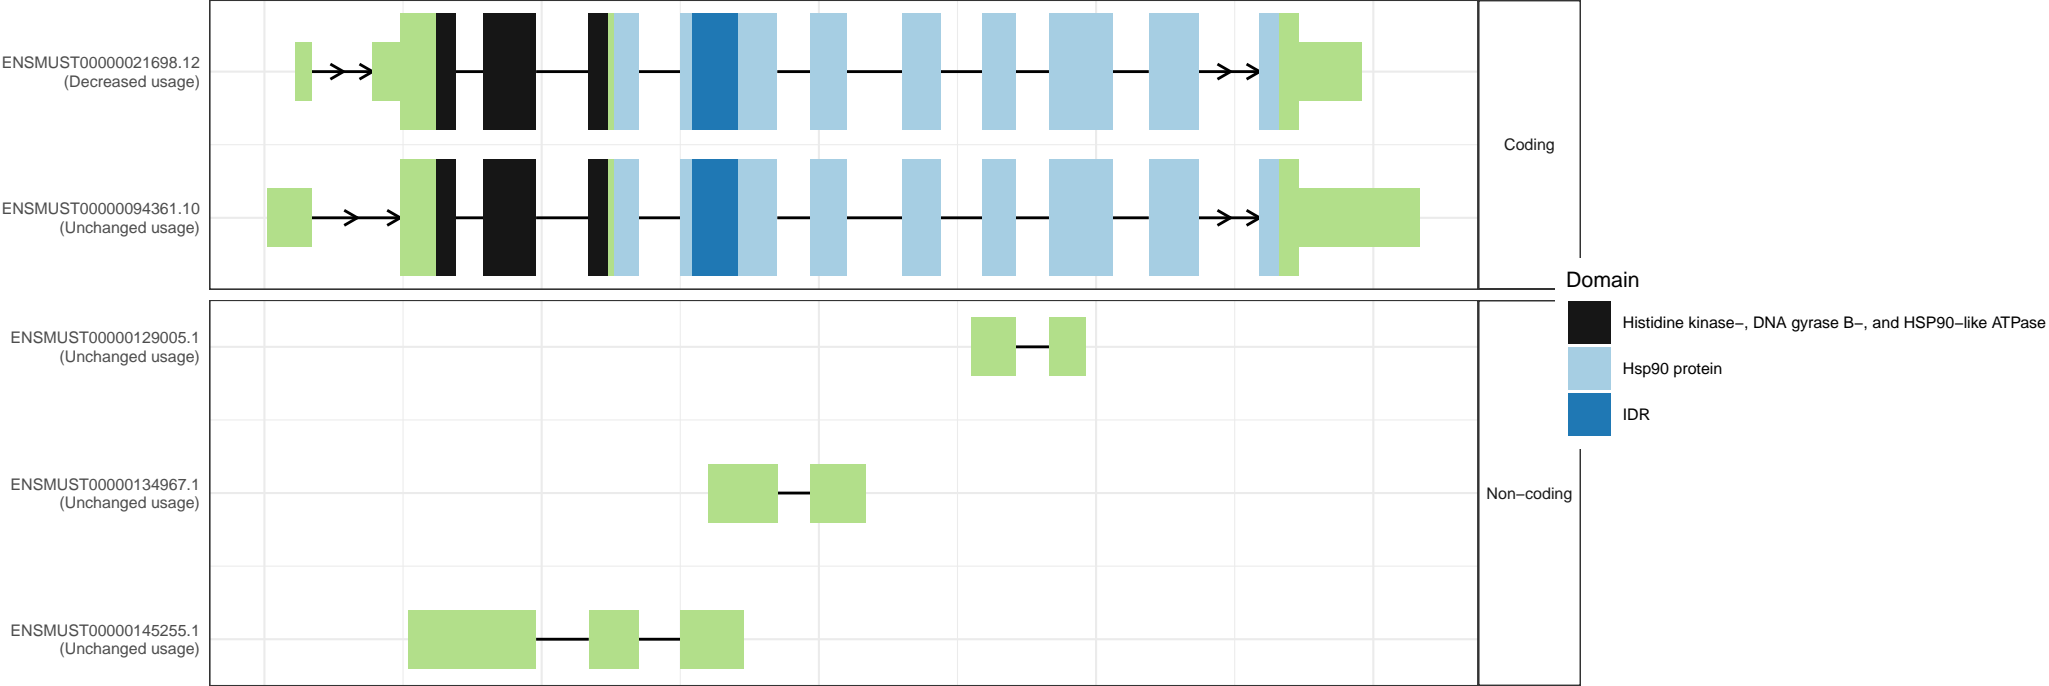 ENSMUST00000021698.12
(Decreased usage)
ENSMUST00000094361.10
(Unchanged usage)
Coding
ENSMUST00000129005.1
(Unchanged usage)
ENSMUST00000134967.1
(Unchanged usage)
ENSMUST00000145255.1
(Unchanged usage)
Non−coding
Domain
Histidine kinase−, DNA gyrase B−, and HSP90−like ATPase
Hsp90 protein
IDR